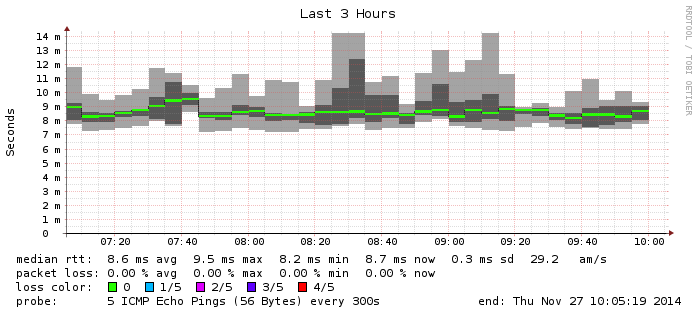 Last 3 Hours
RRDTOOL / TOBI OETIKER
Seconds
14 m
13 m
12 m
11 m
10 m
9 m
8 m
7 m
6 m
5 m
4 m
3 m
2 m
1 m
0
07:20 07:40 08:00 08:20 08:40 09:00 09:20 09:40 10:00
median rtt: 8.6 ms avg 9.5 ms max 8.2 ms min 8.7 ms now 0.3 ms sd 29.2 am/s
packet loss: 0.00 % avg 0.00 % max 0.00 % min 0.00 % now
loss color: 0 1/5 2/5 3/5 4/5
probe: 5 ICMP Echo Pings (56 Bytes) every 300s end: Thu Nov 27 10:05:19 2014